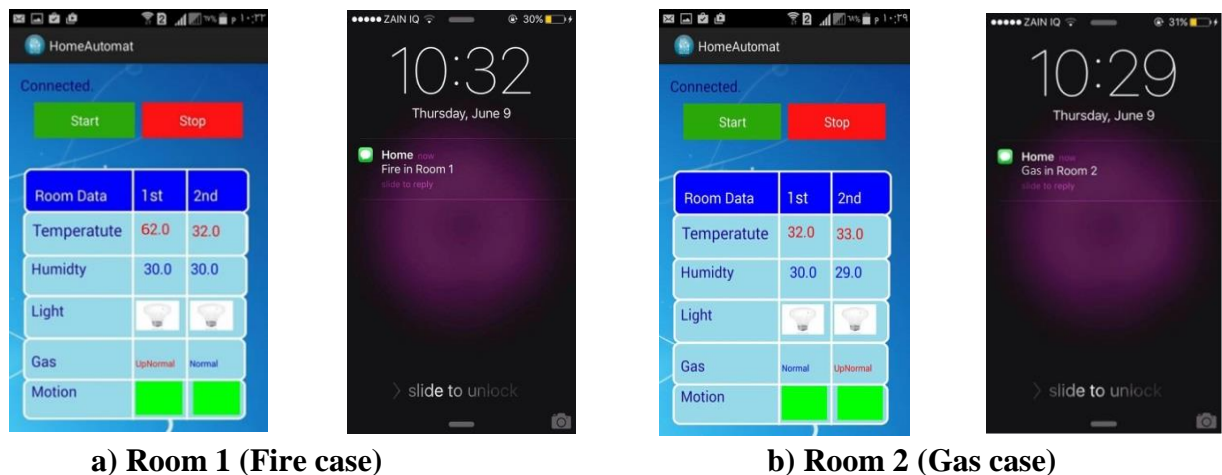 م ١٠:٣٣
HomeAutomat
Connected.
Start Stop
Room Data 1st 2nd
Temperatute 62.0 32.0
Humidty 30.0 30.0
Light
Gas UpNormal Normal
Motion
ZAIN IQ 30%
10:32
Thursday, June 9
Home now
Fire in Room 1
slide to reply
slide to unlock
م ١٠:٢٩
HomeAutomat
Connected.
Start Stop
Room Data 1st 2nd
Temperatute 32.0 33.0
Humidty 30.0 29.0
Light
Gas Normal UpNormal
Motion
ZAIN IQ 31%
10:29
Thursday, June 9
Home now
Gas in Room 2
slide to reply
slide to unlock
a) Room 1 (Fire case) b) Room 2 (Gas case)